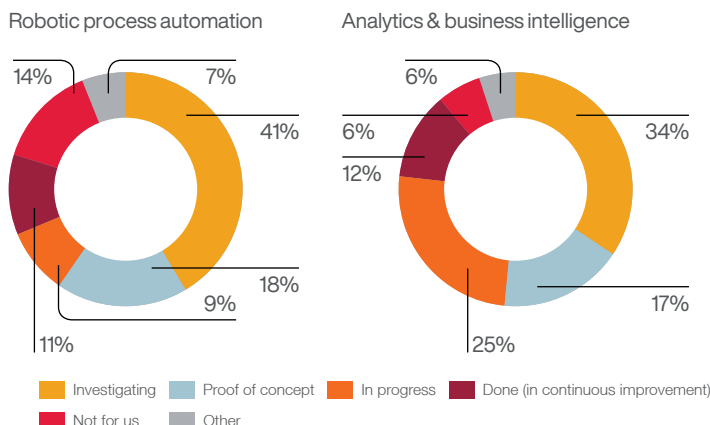 Robotic process automation
Analytics & business intelligence
14%
7%
41%
18%
9%
11%
6%
6%
34%
12%
17%
25%
Investigating
Proof of concept
In progress
Done (in continuous improvement)
Not for us
Other